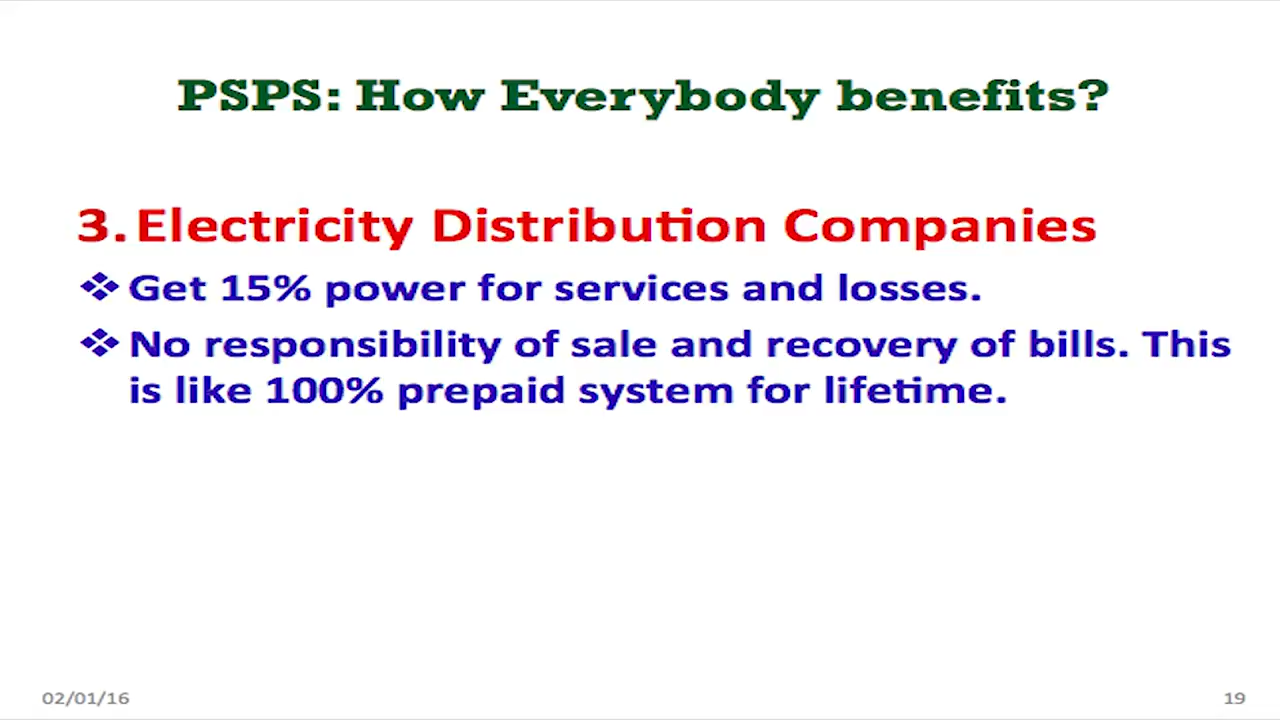 PSPS: How Everybody benefits?
3. Electricity Distribution Companies
❖ Get 15% power for services and losses.
❖ No responsibility of sale and recovery of bills. This
is like 100% prepaid system for lifetime.
02/01/16
19